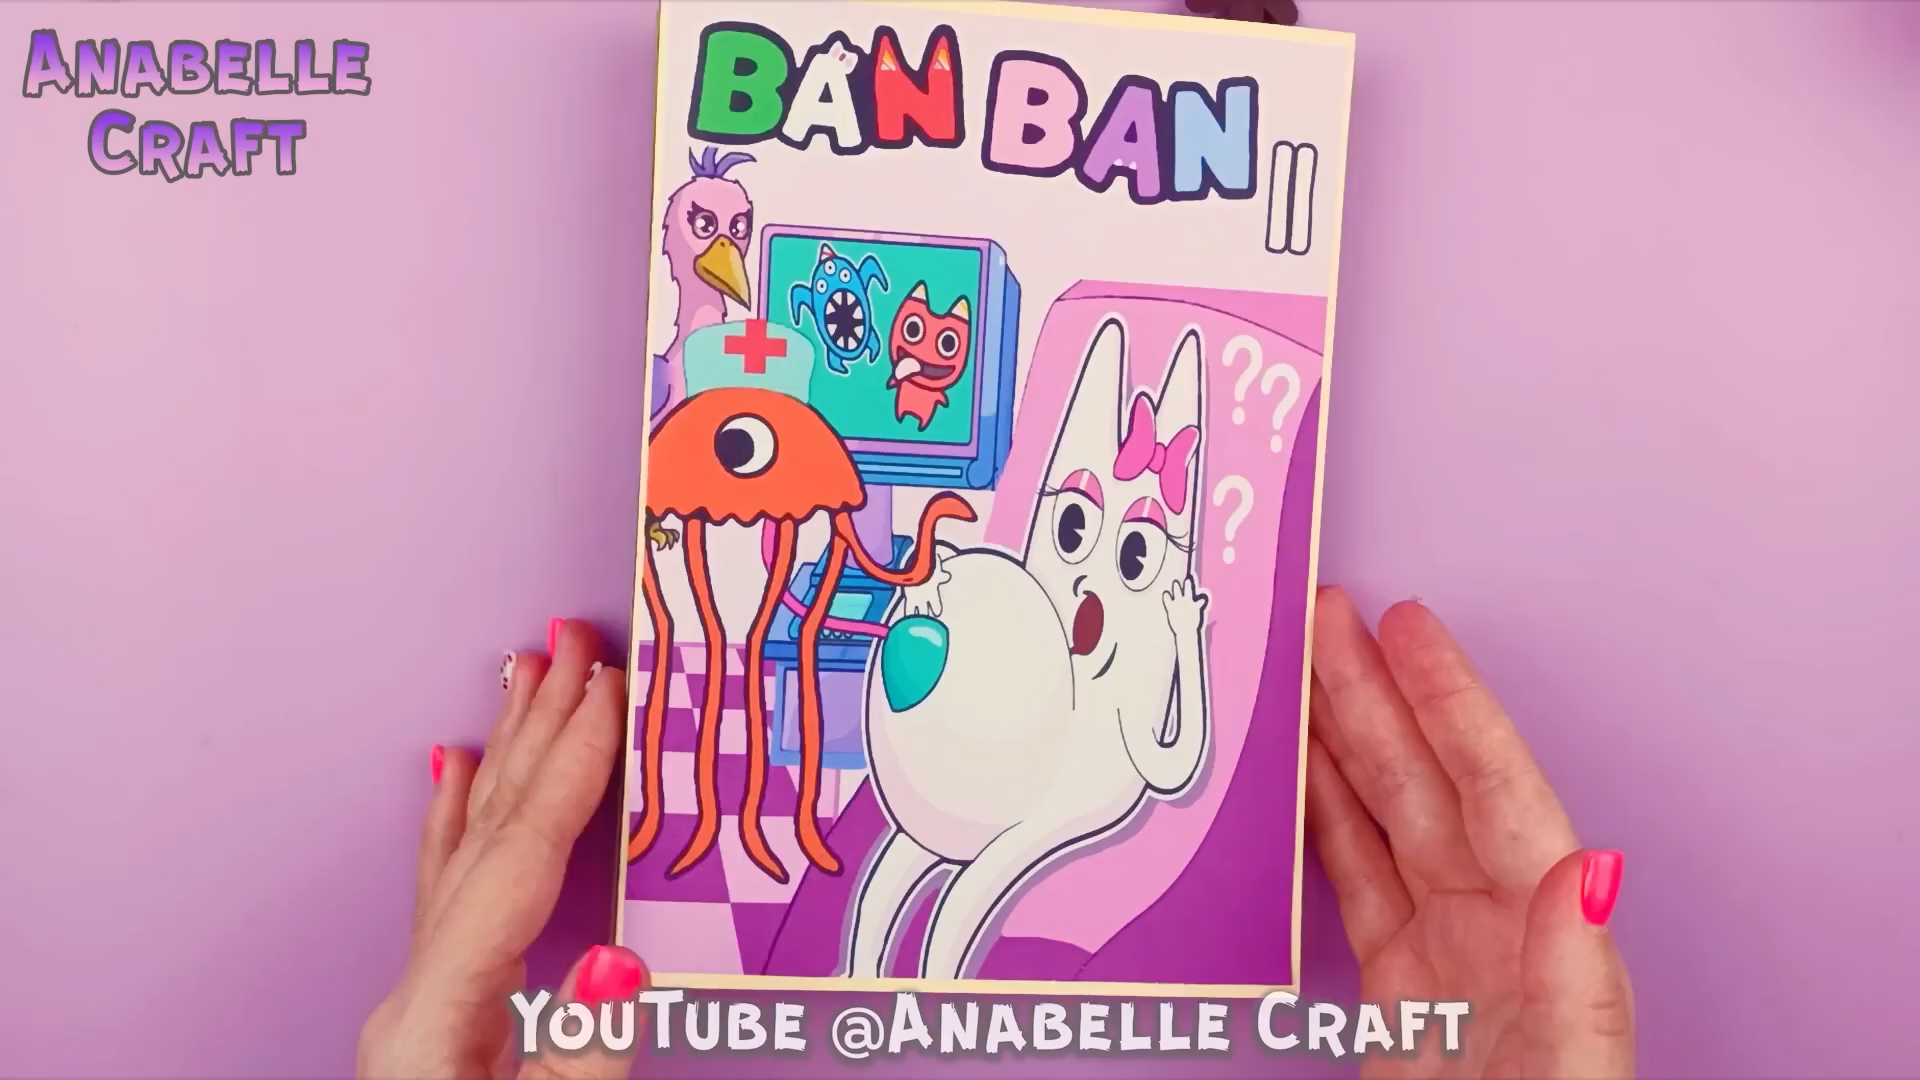 ANABELLE
CRAFT
BAN BAN II
??
?
YOUTUBE @ANABELLE CRAFT